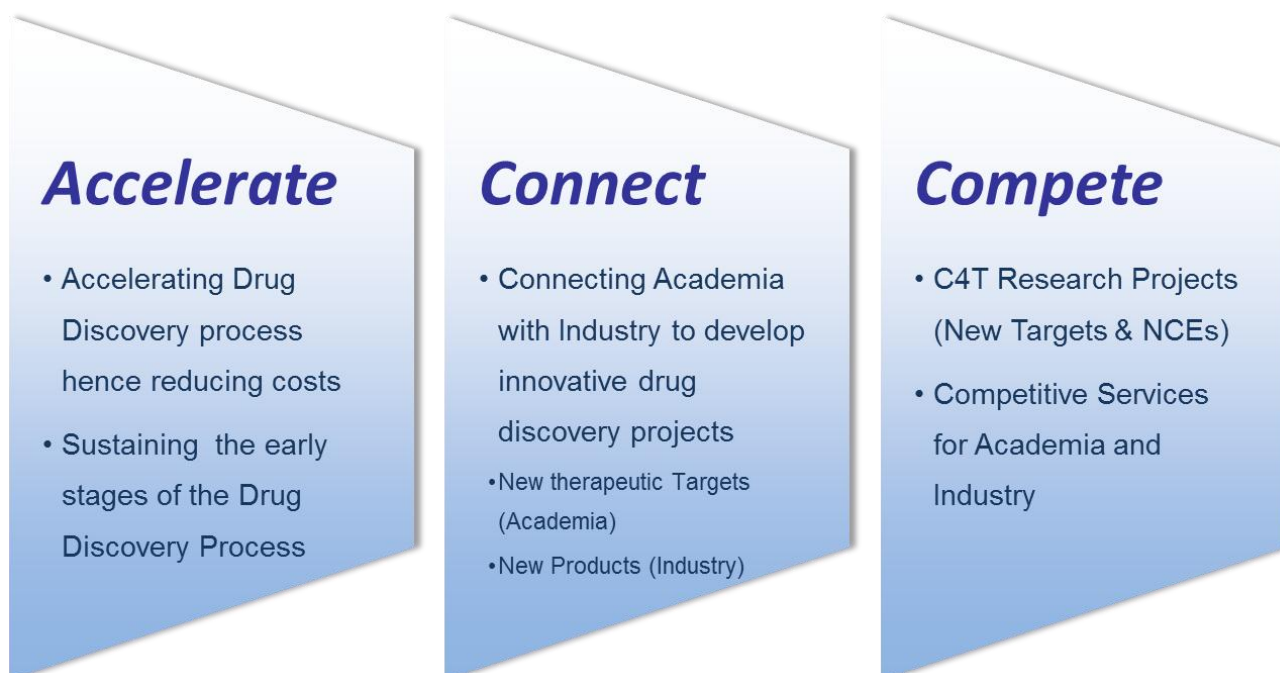 Accelerate
• Accelerating Drug
Discovery process
hence reducing costs
• Sustaining the early
stages of the Drug
Discovery Process
Connect
• Connecting Academia
with Industry to develop
innovative drug
discovery projects
•New therapeutic Targets
(Academia)
•New Products (Industry)
Compete
• C4T Research Projects
(New Targets & NCEs)
• Competitive Services
for Academia and
Industry